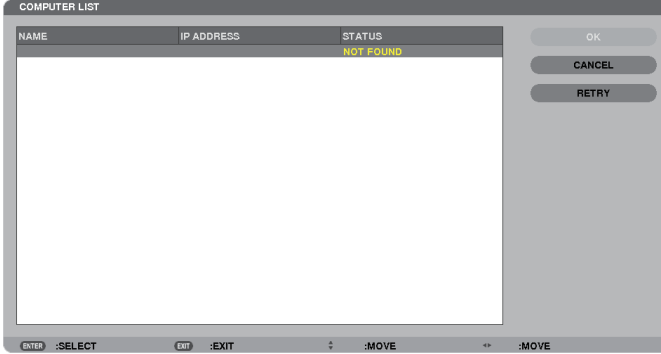 COMPUTER LIST
NAME IP ADDRESS STATUS
NOT FOUND
OK
CANCEL
RETRY
ENTER :SELECT EXIT :EXIT :MOVE :MOVE